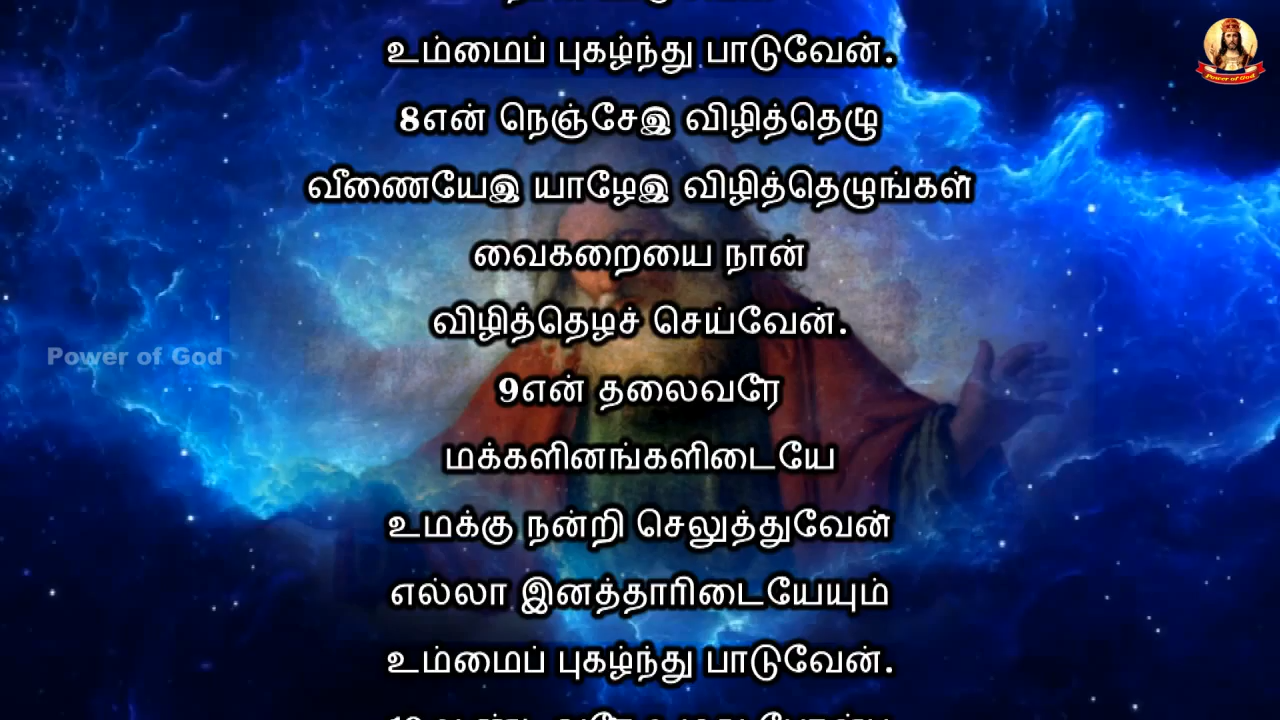 உம்மைப் புகழ்ந்து பாடுவேன்.
8என் நெஞ்சேஇ விழித்தெழு
வீணையேஇ யாழேஇ விழித்தெழுங்கள்
வைகறையை நான்
விழித்தெழச் செய்வேன்.
9என் தலைவரே
மக்களினங்களிடையே
உமக்கு நன்றி செலுத்துவேன்
எல்லா இனத்தாரிடையேயும்
உம்மைப் புகழ்ந்து பாடுவேன்.
Power of God
Power of God